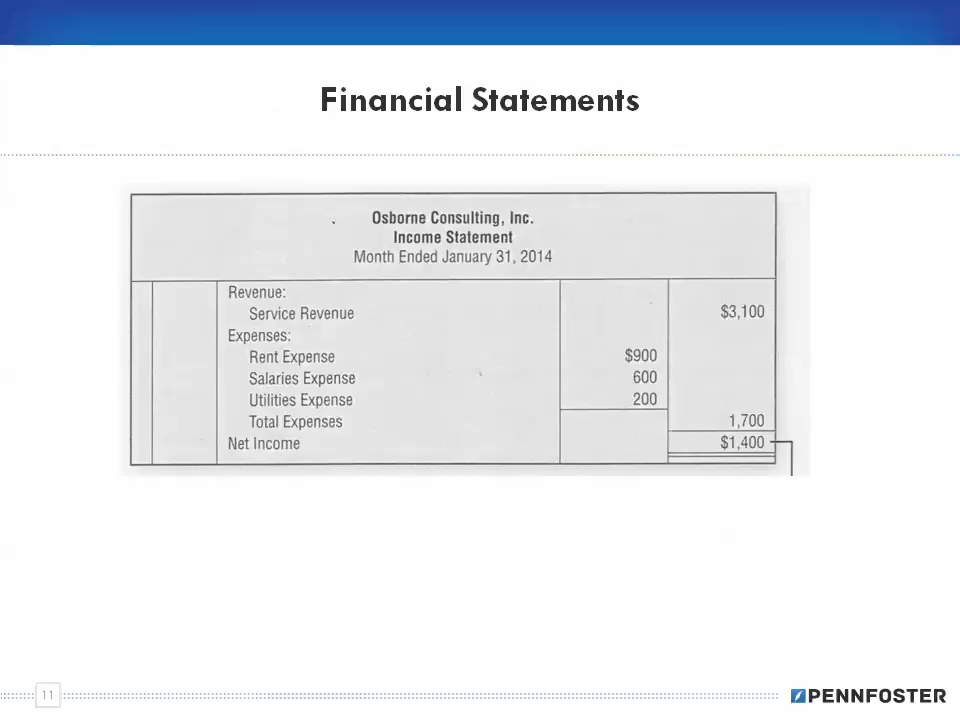 Financial Statements
Osborne Consulting, Inc.
Income Statement
Month Ended January 31, 2014
Revenue:
Service Revenue $3,100
Expenses:
Rent Expense $900
Salaries Expense 600
Utilities Expense 200
Total Expenses 1,700
Net Income $1,400
11
PENNFOSTER